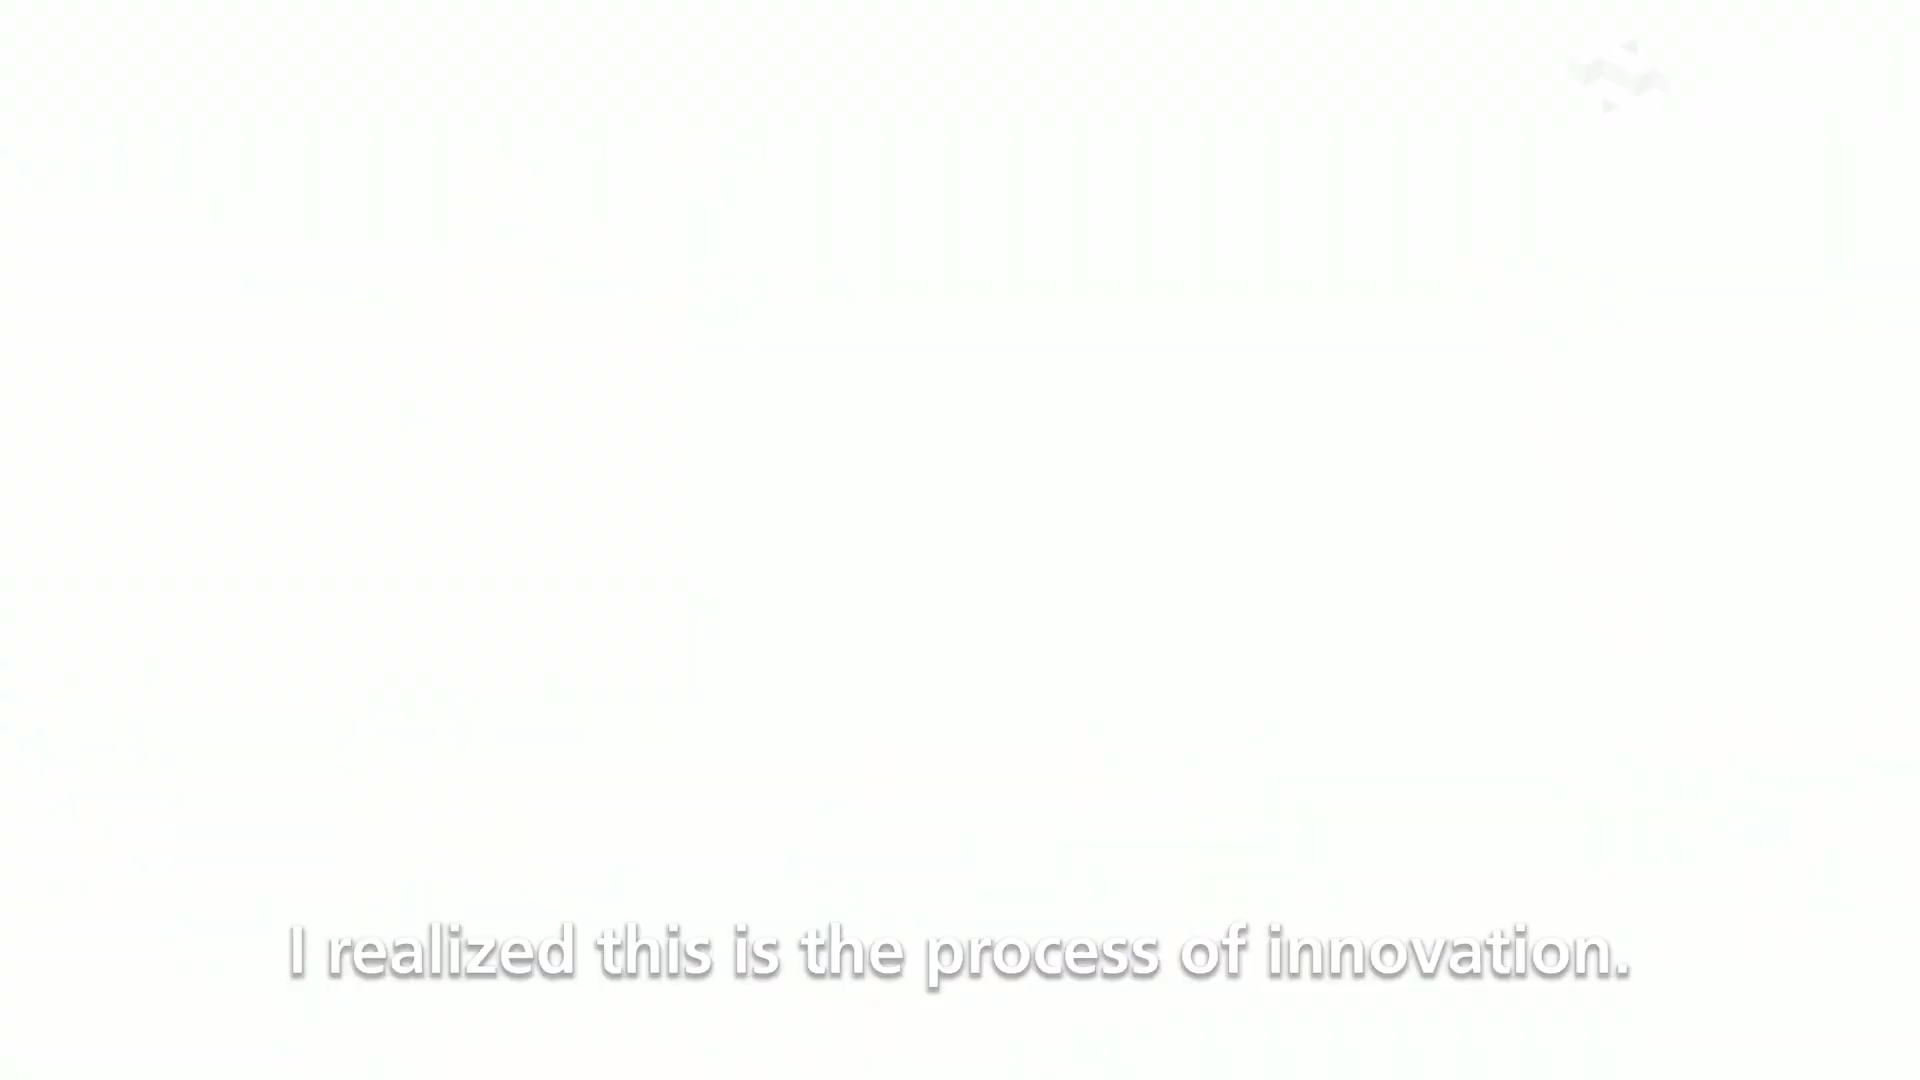 I realized this is the process of innovation.